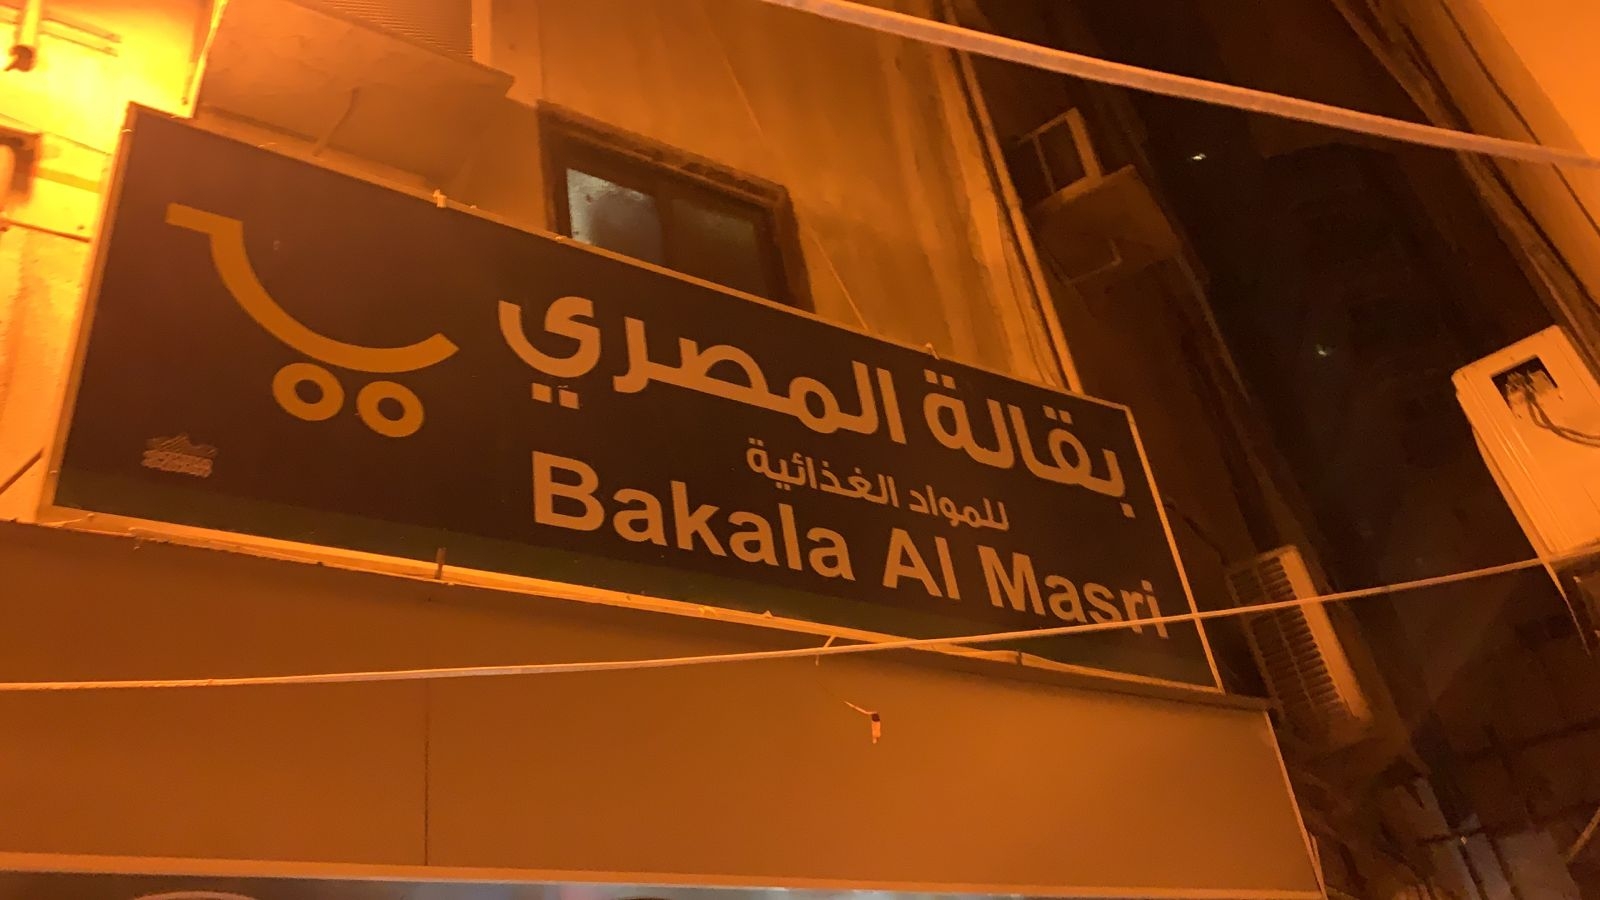 بقالة المصري
للمواد الغذائية
Bakala Al Masri